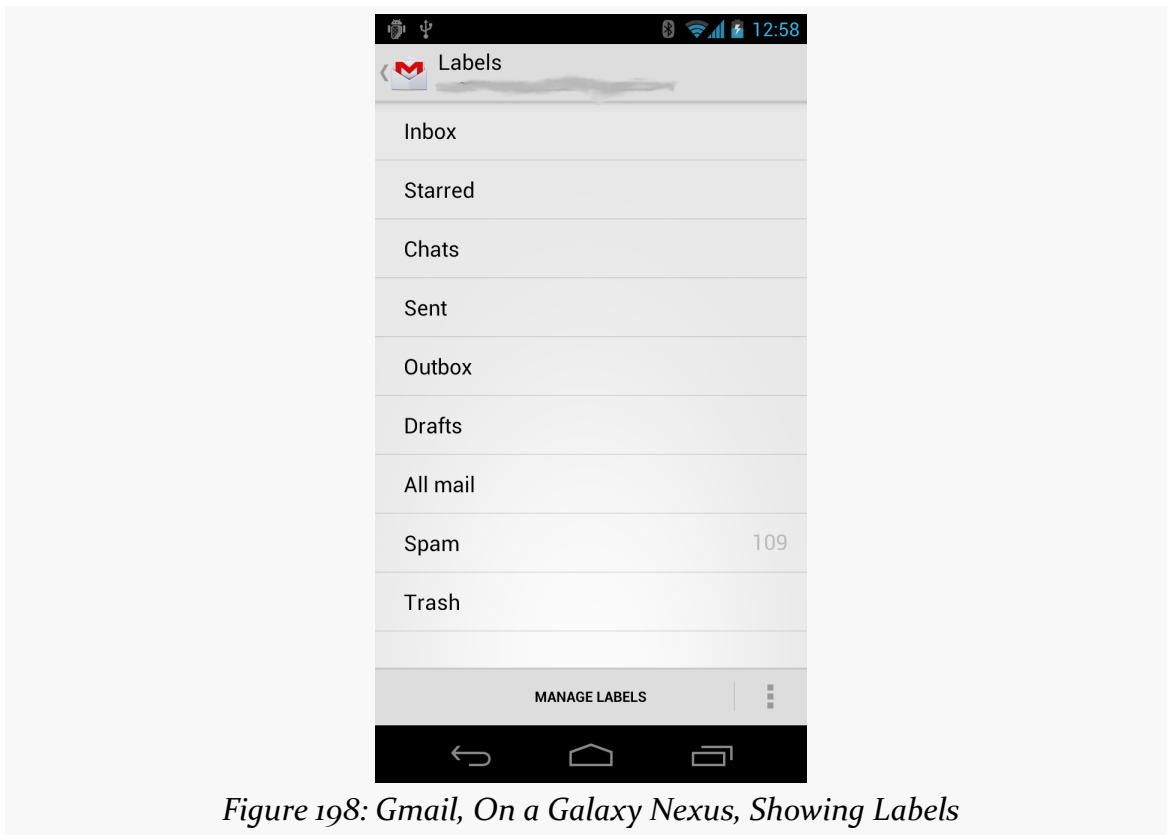 12:58
Labels
Inbox
Starred
Chats
Sent
Outbox
Drafts
All mail
Spam 109
Trash
MANAGE LABELS
Figure 198: Gmail, On a Galaxy Nexus, Showing Labels